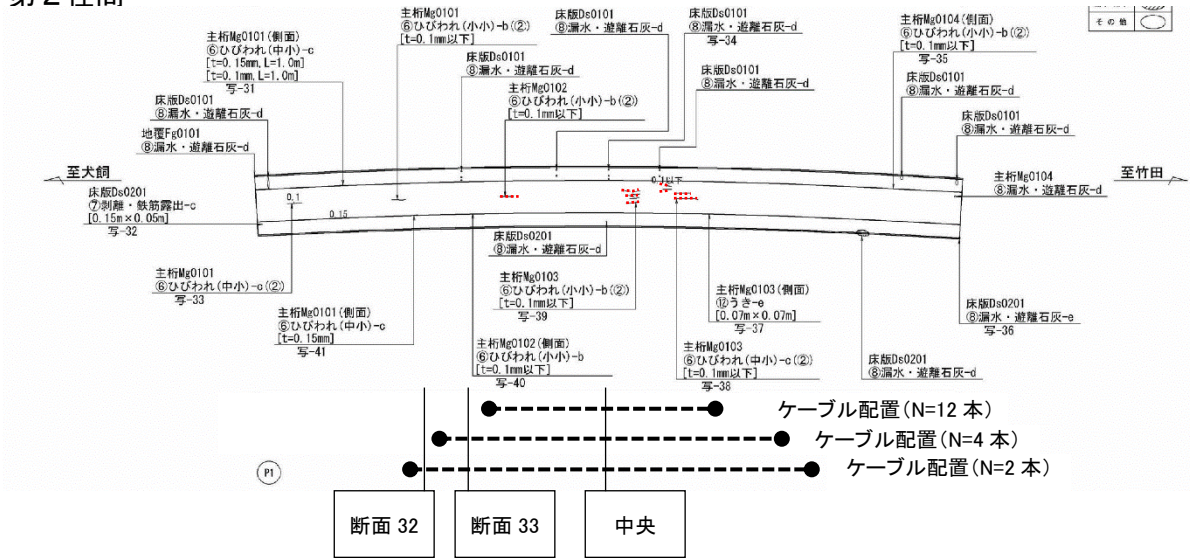 第２径間
その他
主桁Mg0101(側面)
⑥ひびわれ(中小)-c
[t=0.15mm,L=1.0m]
[t=0.1mm,L=1.0m]
写-31
主桁Mg0101
⑥ひびわれ(小小)-b(②)
[t=0.1mm以下]
床版Ds0101
⑧漏水・遊離石灰-d
床版Ds0101
⑧漏水・遊離石灰-d
写-34
主桁Mg0104(側面)
⑥ひびわれ(小小)-b(②)
[t=0.1mm以下]
写-35
床版Ds0101
⑧漏水・遊離石灰-d
主桁Mg0102
⑥ひびわれ(小小)-b(②)
[t=0.1mm以下]
床版Ds0101
⑧漏水・遊離石灰-d
床版Ds0101
⑧漏水・遊離石灰-d
床版Ds0101
⑧漏水・遊離石灰-d
床版Ds0101
⑧漏水・遊離石灰-d
地覆Fg0101
⑧漏水・遊離石灰-d
至犬飼
至竹田
床版Ds0201
⑦剥離・鉄筋露出-c
[0.15m×0.05m]
写-32
主桁Mg0104
⑧漏水・遊離石灰-d
0.1
0.15
0.1以下
床版Ds0201
⑧漏水・遊離石灰-d
主桁Mg0101
⑥ひびわれ(中小)-c(②)
写-33
主桁Mg0103
⑥ひびわれ(小小)-b(②)
[t=0.1mm以下]
写-39
主桁Mg0103(側面)
⑫うき-e
[0.07m×0.07m]
写-37
床版Ds0201
⑧漏水・遊離石灰-e
写-36
主桁Mg0101(側面)
⑥ひびわれ(中小)-c
[t=0.15mm]
写-41
主桁Mg0102(側面)
⑥ひびわれ(小小)-b
[t=0.1mm以下]
写-40
主桁Mg0103
⑥ひびわれ(中小)-c(②)
[t=0.1mm以下]
写-38
床版Ds0201
⑧漏水・遊離石灰-d
ケーブル配置(N=12 本)
ケーブル配置(N=4 本)
ケーブル配置(N=2 本)
P1
断面 32
断面 33
中央